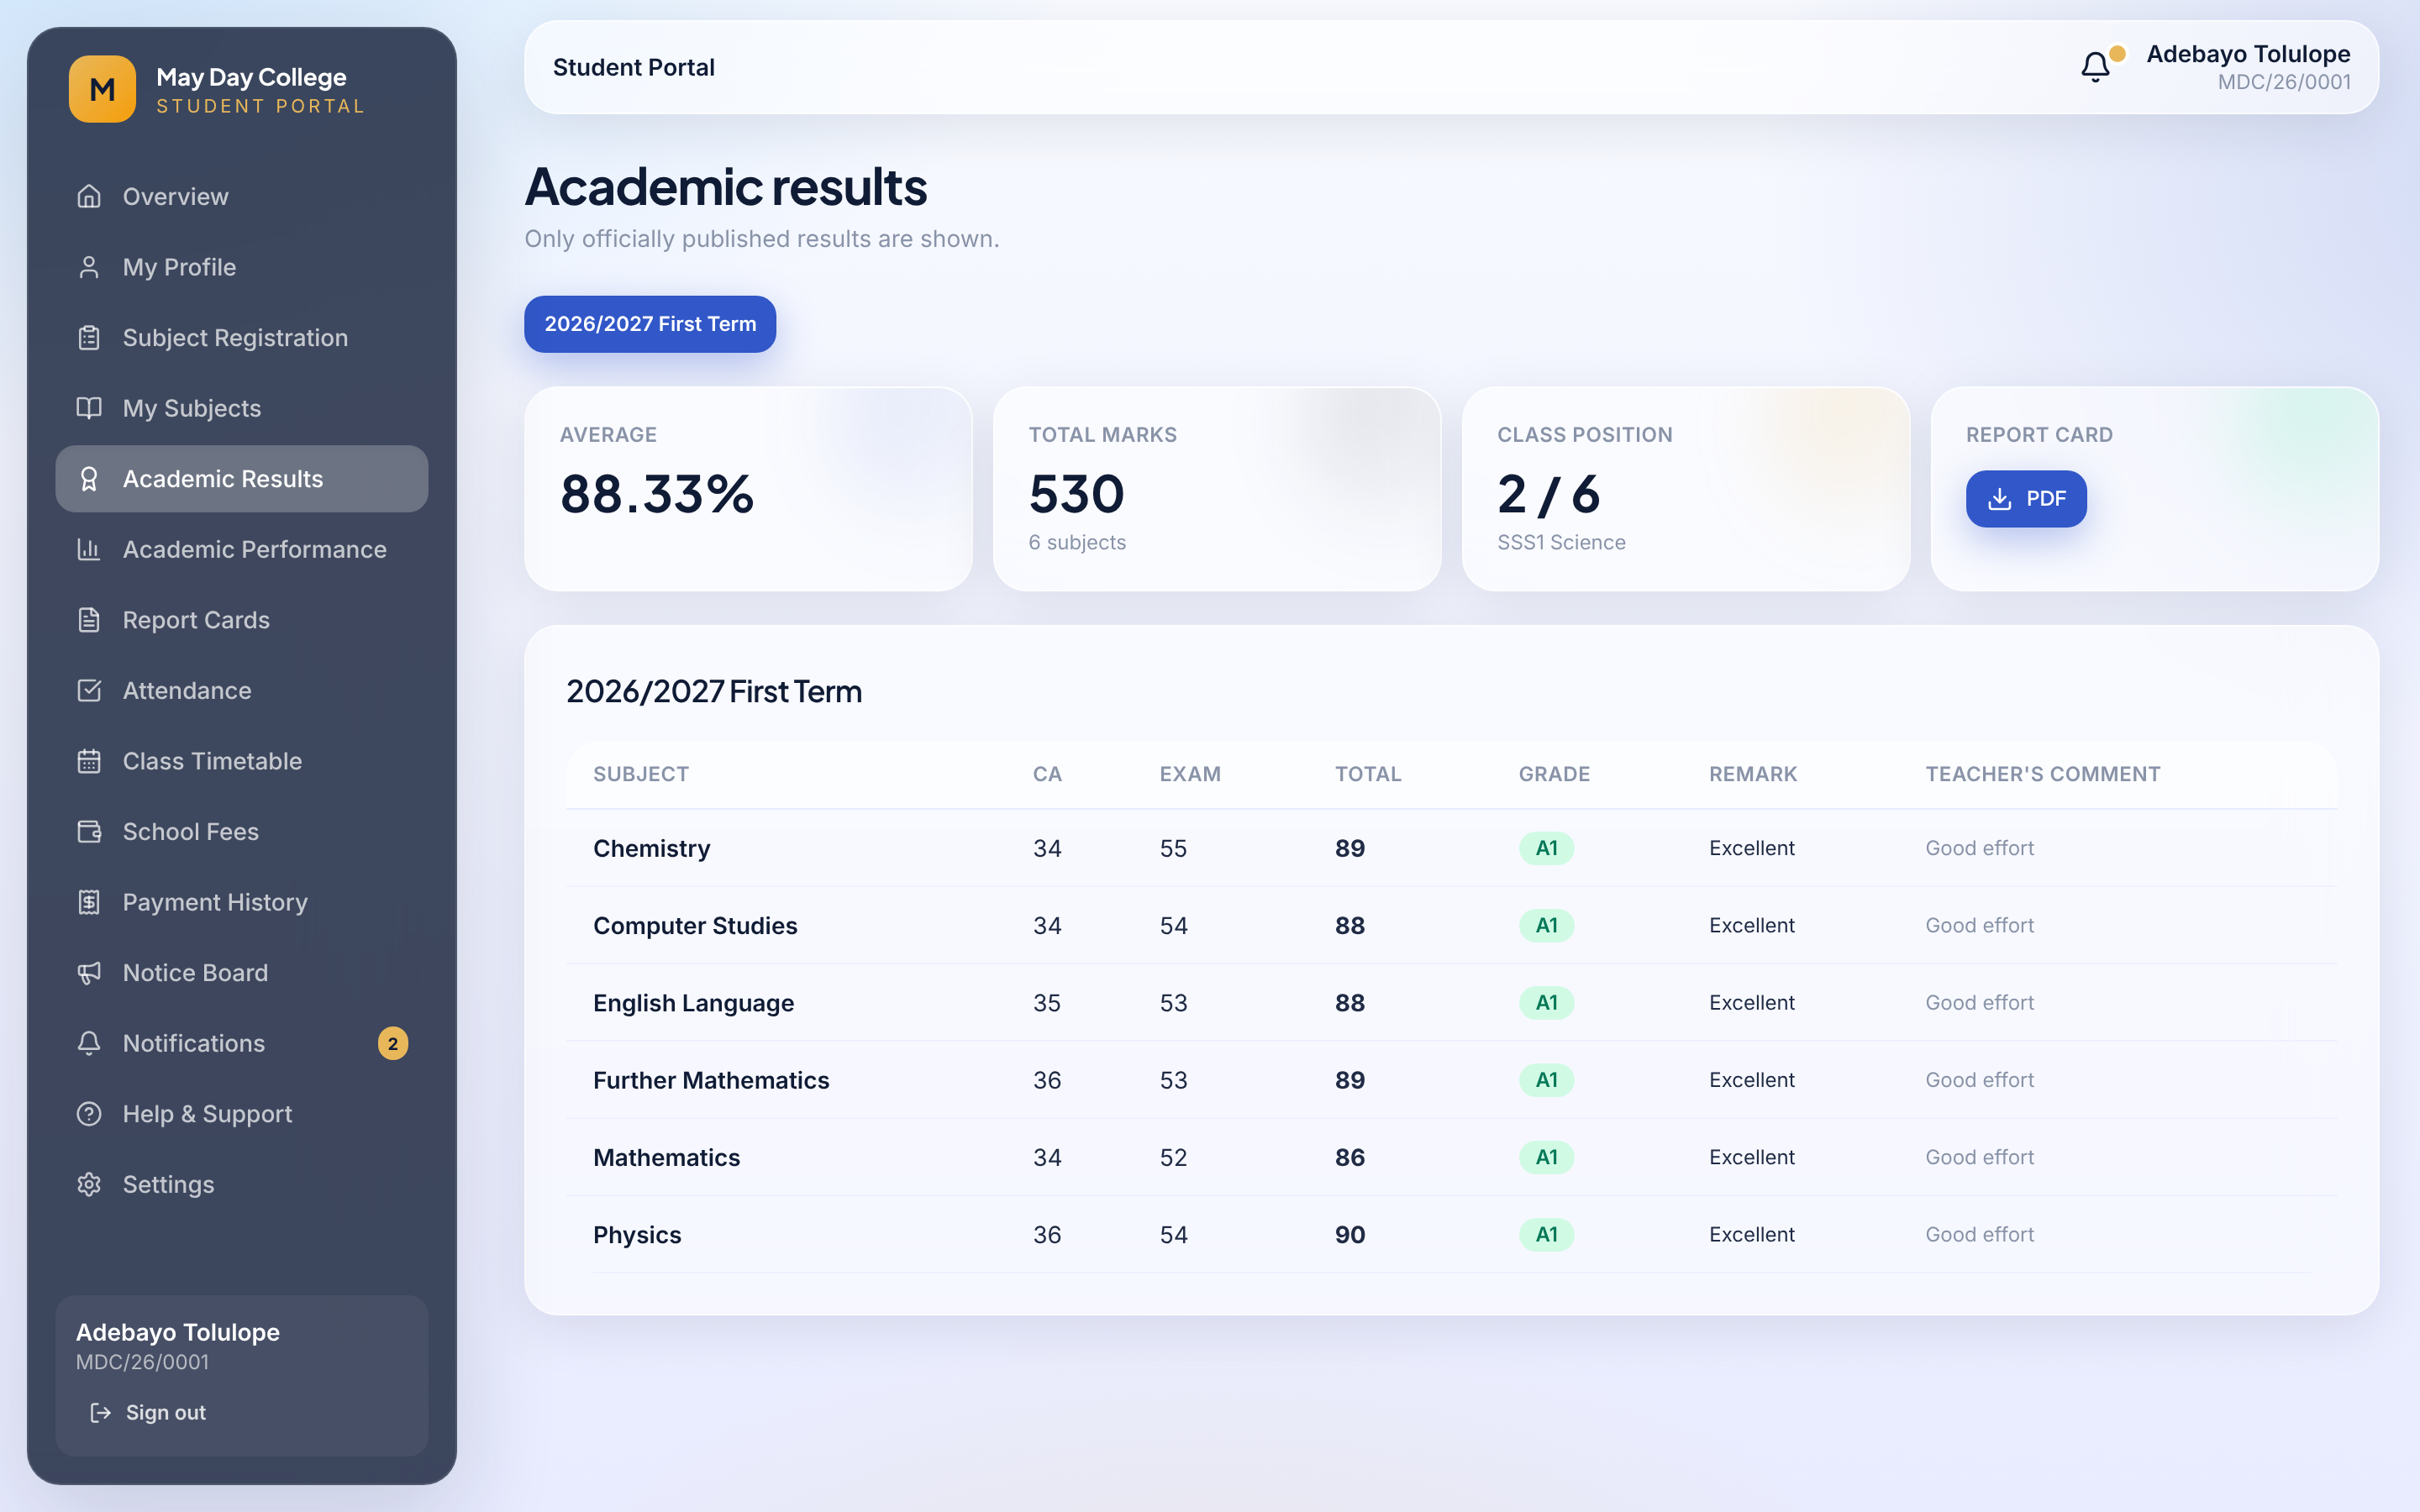 M
May Day College
STUDENT PORTAL
Overview
My Profile
Subject Registration
My Subjects
Academic Results
Academic Performance
Report Cards
Attendance
Class Timetable
School Fees
Payment History
Notice Board
Notifications 2
Help & Support
Settings
Adebayo Tolulope
MDC/26/0001
Sign out
Student Portal
Adebayo Tolulope
MDC/26/0001
Academic results
Only officially published results are shown.
2026/2027 First Term
AVERAGE
88.33%
TOTAL MARKS
530
6 subjects
CLASS POSITION
2 / 6
SSS1 Science
REPORT CARD
PDF
2026/2027 First Term
SUBJECT CA EXAM TOTAL GRADE REMARK TEACHER'S COMMENT
Chemistry 34 55 89 A1 Excellent Good effort
Computer Studies 34 54 88 A1 Excellent Good effort
English Language 35 53 88 A1 Excellent Good effort
Further Mathematics 36 53 89 A1 Excellent Good effort
Mathematics 34 52 86 A1 Excellent Good effort
Physics 36 54 90 A1 Excellent Good effort